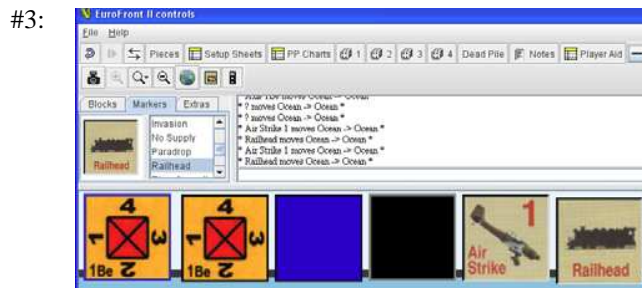 #3:
EuroFront II controls
File Help
Pieces Setup Sheets PP Charts 1 2 3 4 Dead Pile Notes Player Aid
Blocks Markers Extras
* ? moves Ocean -> Ocean *
* ? moves Ocean -> Ocean *
* Air Strike 1 moves Ocean -> Ocean *
* Railhead moves Ocean -> Ocean *
* Air Strike 1 moves Ocean -> Ocean *
* Railhead moves Ocean -> Ocean *
Invasion
No Supply
Paradrop
Railhead
Railhead
4 1 3 2 1Be
4 1 3 2 1Be
1 Air Strike
Railhead